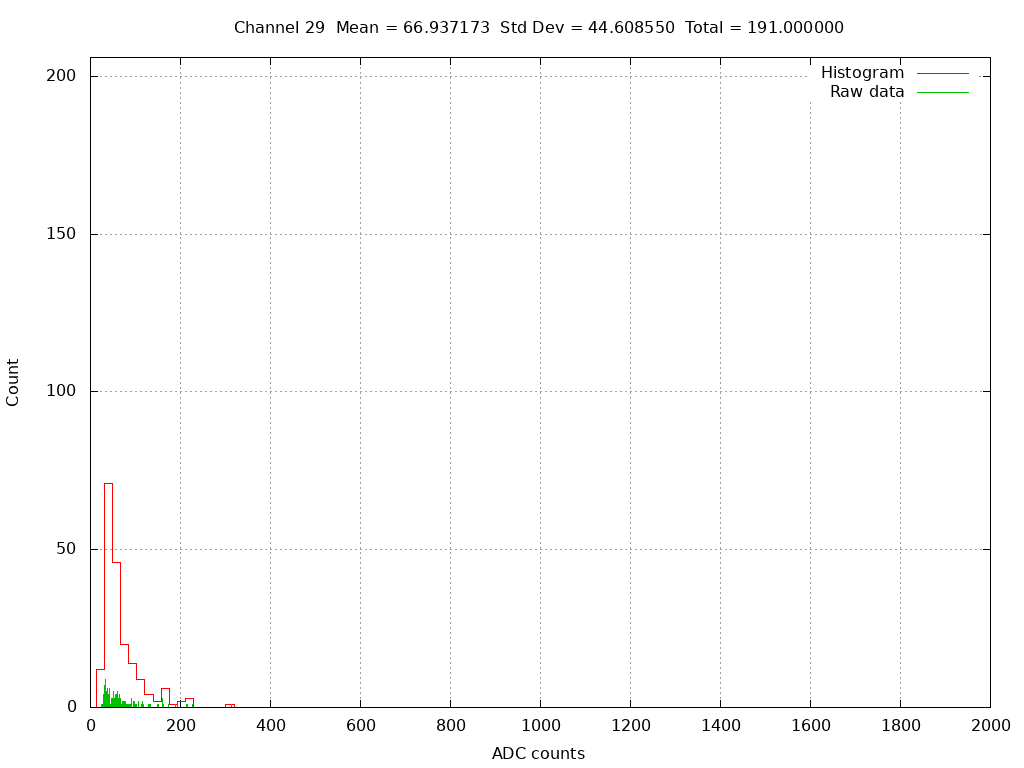 Channel 29  Mean = 66.937173  Std Dev = 44.608550  Total = 191.000000
Histogram
Raw data
200
150
100
50
0
Count
0 200 400 600 800 1000 1200 1400 1600 1800 2000
ADC counts